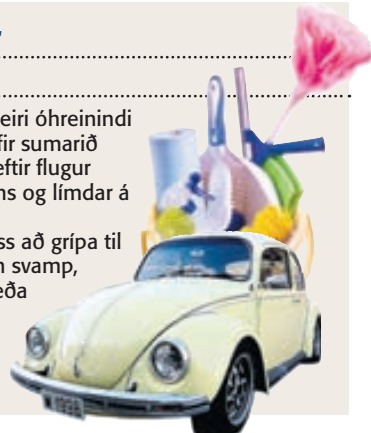 eiri óhreinindi
fir sumarið
eftir flugur
ns og límdar á
ss að grípa til
n svamp,
eða